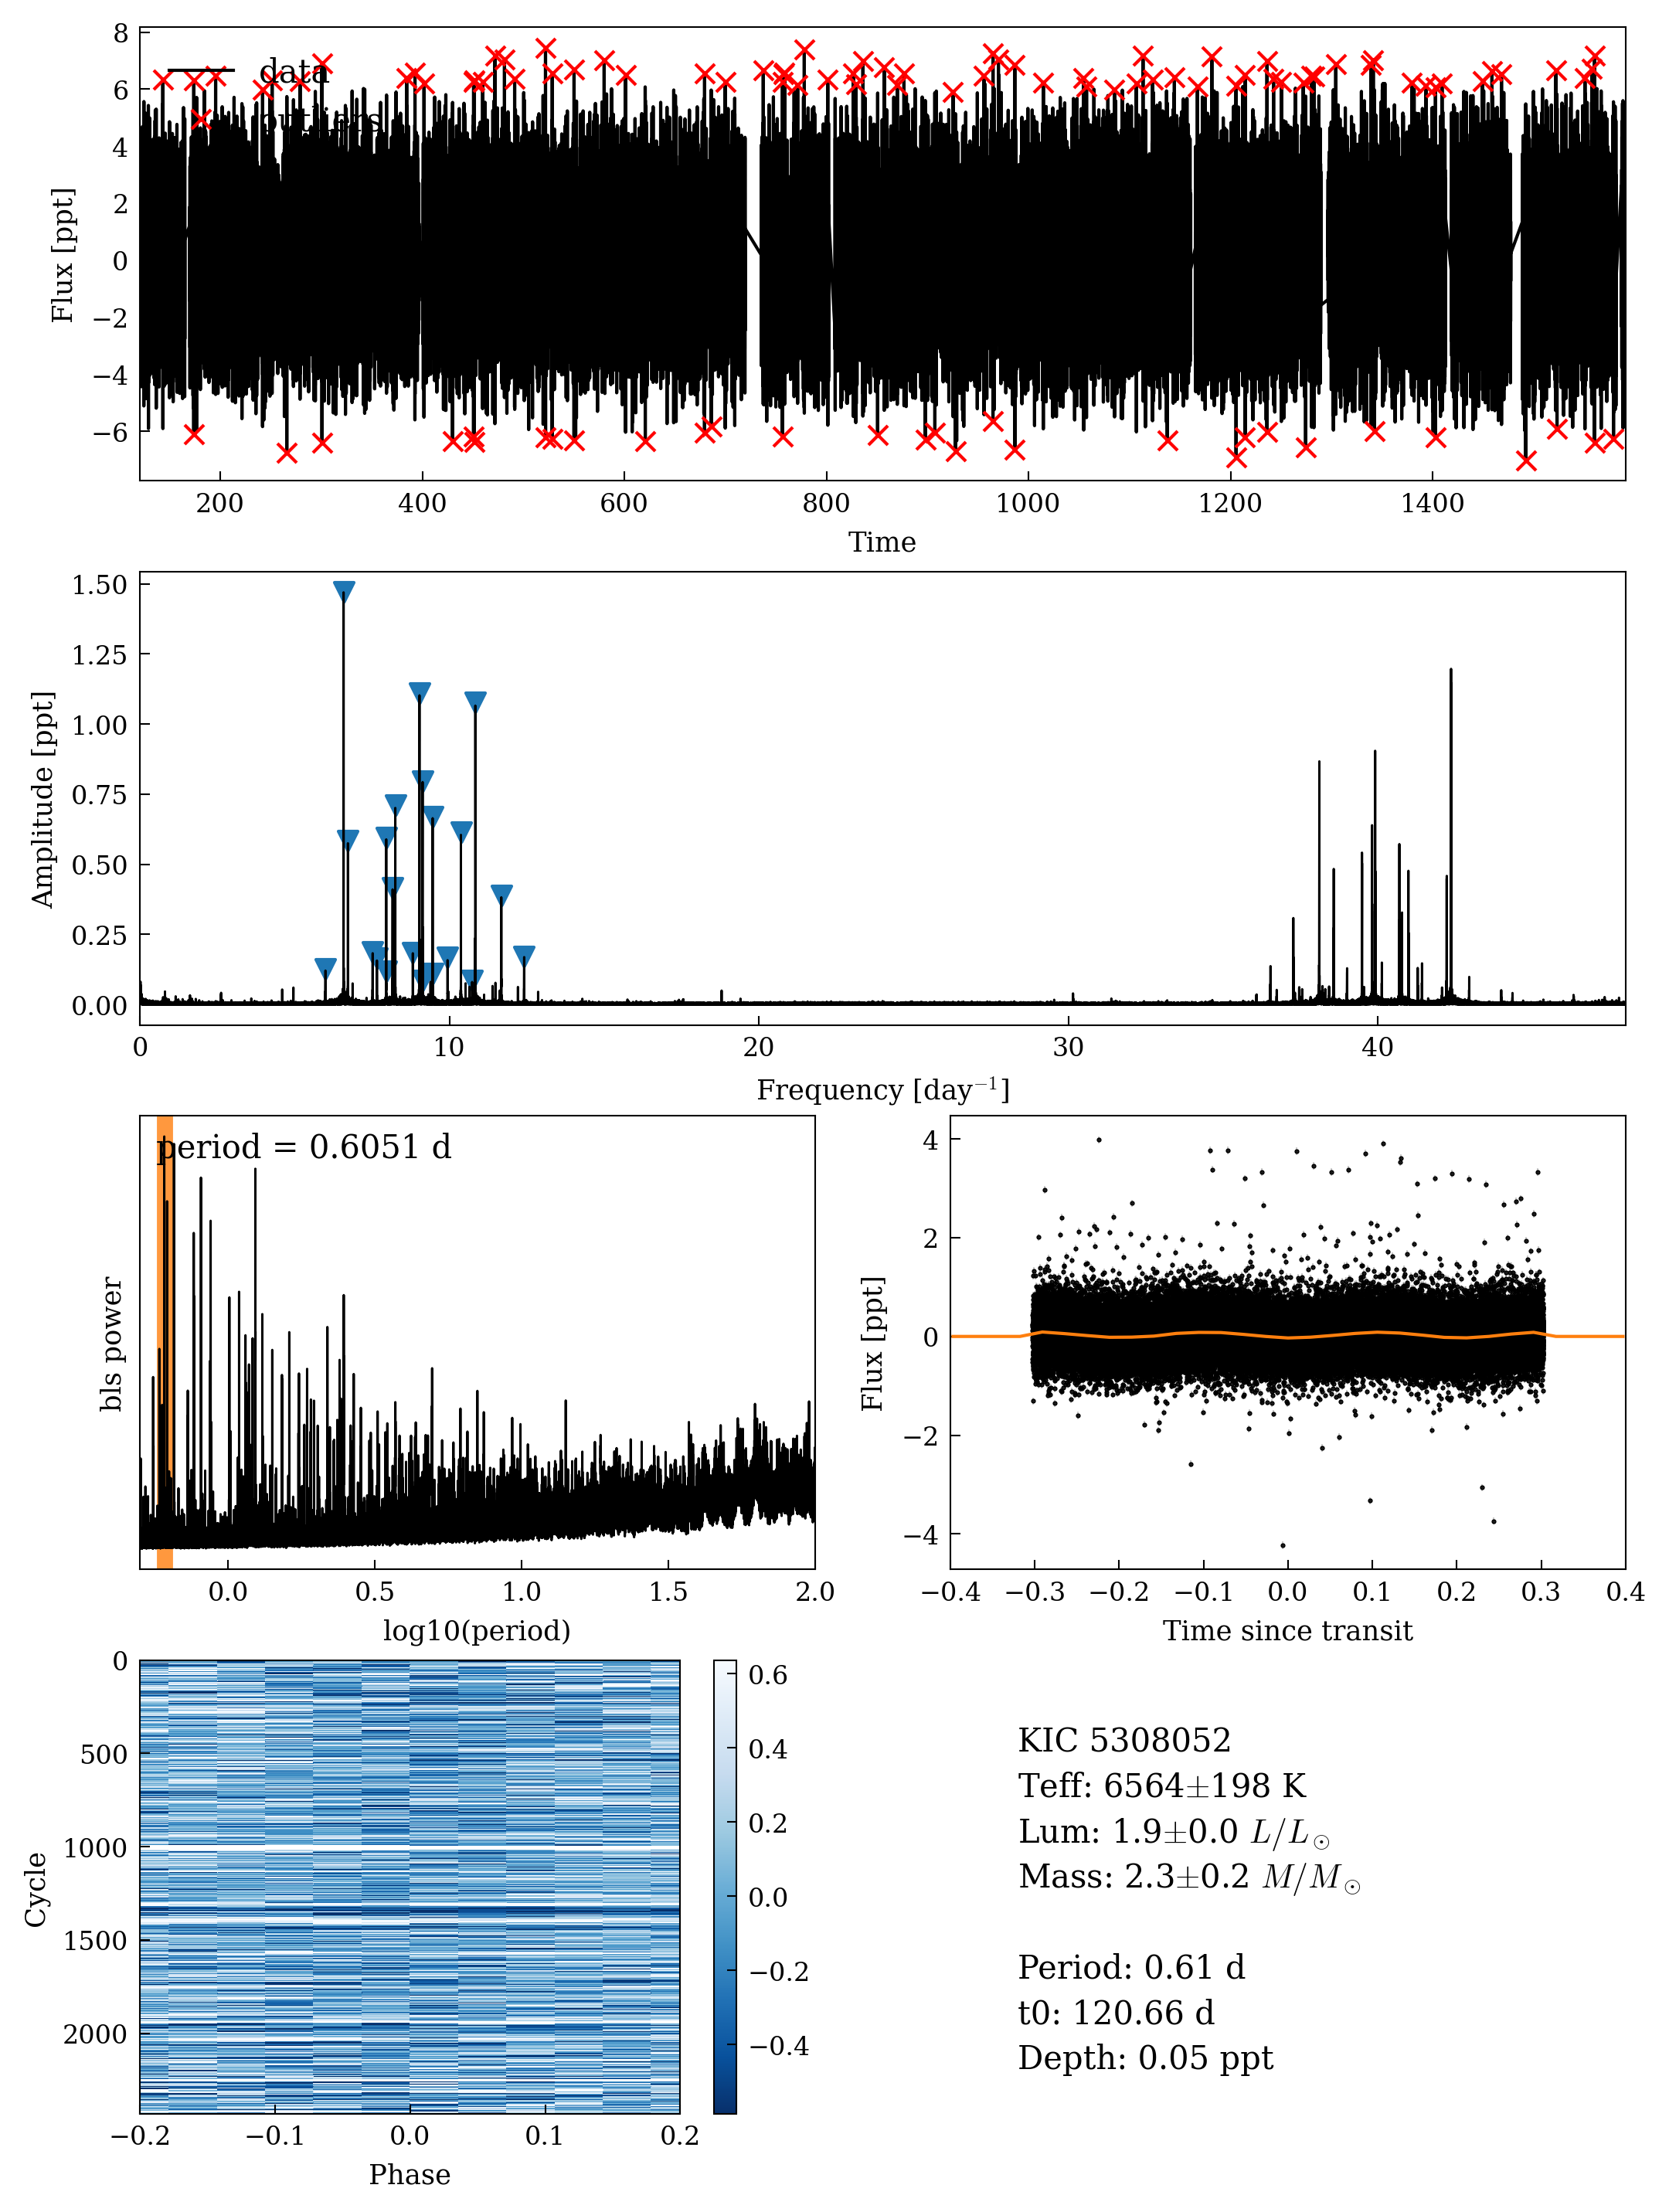 8
6
4
2
0
−2
−4
−6
Flux [ppt]
data
outliers
200 400 600 800 1000 1200 1400
Time
1.50
1.25
1.00
0.75
0.50
0.25
0.00
Amplitude [ppt]
0 10 20 30 40
Frequency [day⁻¹]
period = 0.6051 d
bls power
0.0 0.5 1.0 1.5 2.0
log10(period)
4
2
0
−2
−4
Flux [ppt]
−0.4 −0.3 −0.2 −0.1 0.0 0.1 0.2 0.3 0.4
Time since transit
0
500
1000
1500
2000
Cycle
−0.2 −0.1 0.0 0.1 0.2
Phase
0.6
0.4
0.2
0.0
−0.2
−0.4
KIC 5308052
Teff: 6564±198 K
Lum: 1.9±0.0 L/L⊙
Mass: 2.3±0.2 M/M⊙
Period: 0.61 d
t0: 120.66 d
Depth: 0.05 ppt